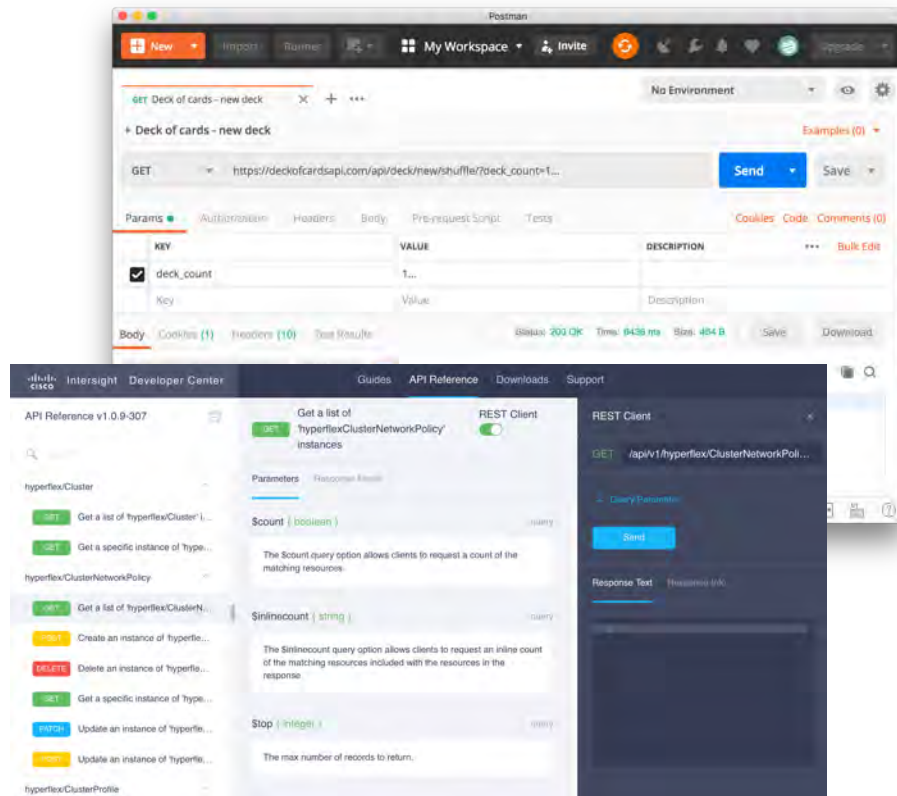 Postman
New Import Runner My Workspace Invite Upgrade
GET Deck of cards - new deck No Environment
Deck of cards - new deck Examples (0)
GET https://deckofcardsapi.com/api/deck/new/shuffle/?deck_count=1... Send Save
Params Authorization Headers Body Pre-request Script Tests Cookies Code Comments (0)
KEY VALUE DESCRIPTION Bulk Edit
deck_count 1...
Key Value Description
Body Cookies (1) Headers (10) Test Results Status: 200 OK Time: 6439 ms Size: 484 B Save Download
cisco Intersight Developer Center Guides API Reference Downloads Support
API Reference v1.0.9-307
hyperflex/Cluster
GET Get a list of 'hyperflex/Cluster' i...
GET Get a specific instance of 'hype...
hyperflex/ClusterNetworkPolicy
GET Get a list of 'hyperflex/ClusterN...
POST Create an instance of 'hyperfle...
DELETE Delete an instance of 'hyperfle...
GET Get a specific instance of 'hype...
PATCH Update an instance of 'hyperfle...
POST Update an instance of 'hyperfle...
hyperflex/ClusterProfile
GET Get a list of
'hyperflexClusterNetworkPolicy'
instances
REST Client
Parameters Response Model
$count ( boolean ) query
The $count query option allows clients to request a count of the
matching resources.
$inlinecount ( string ) query
The $inlinecount query option allows clients to request an inline count
of the matching resources included with the resources in the
response
$top ( integer ) query
The max number of records to return.
REST Client ×
GET /api/v1/hyperflex/ClusterNetworkPoli...
+ Query Parameter
Send
Response Text Response Info